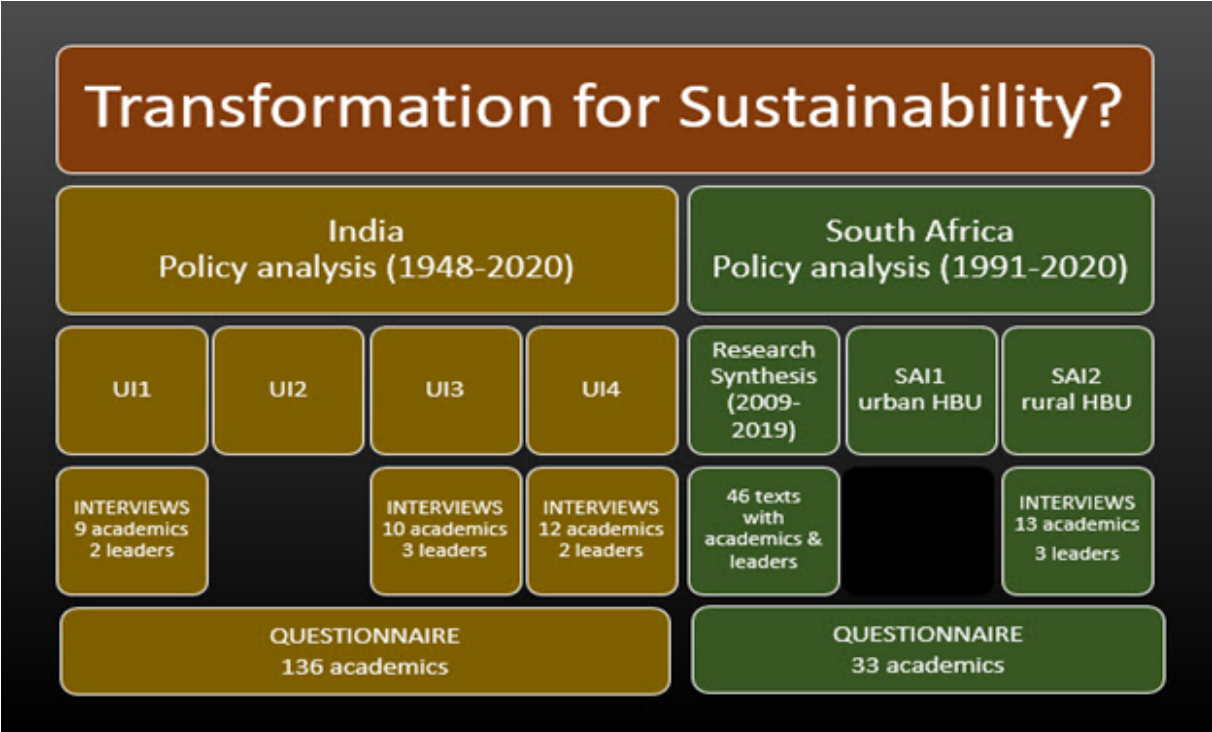 Transformation for Sustainability?
India
Policy analysis (1948-2020)
South Africa
Policy analysis (1991-2020)
UI1
UI2
UI3
UI4
Research
Synthesis
(2009-
2019)
SAI1
urban HBU
SAI2
rural HBU
INTERVIEWS
9 academics
2 leaders
INTERVIEWS
10 academics
3 leaders
INTERVIEWS
12 academics
2 leaders
46 texts
with
academics &
leaders
INTERVIEWS
13 academics
3 leaders
QUESTIONNAIRE
136 academics
QUESTIONNAIRE
33 academics